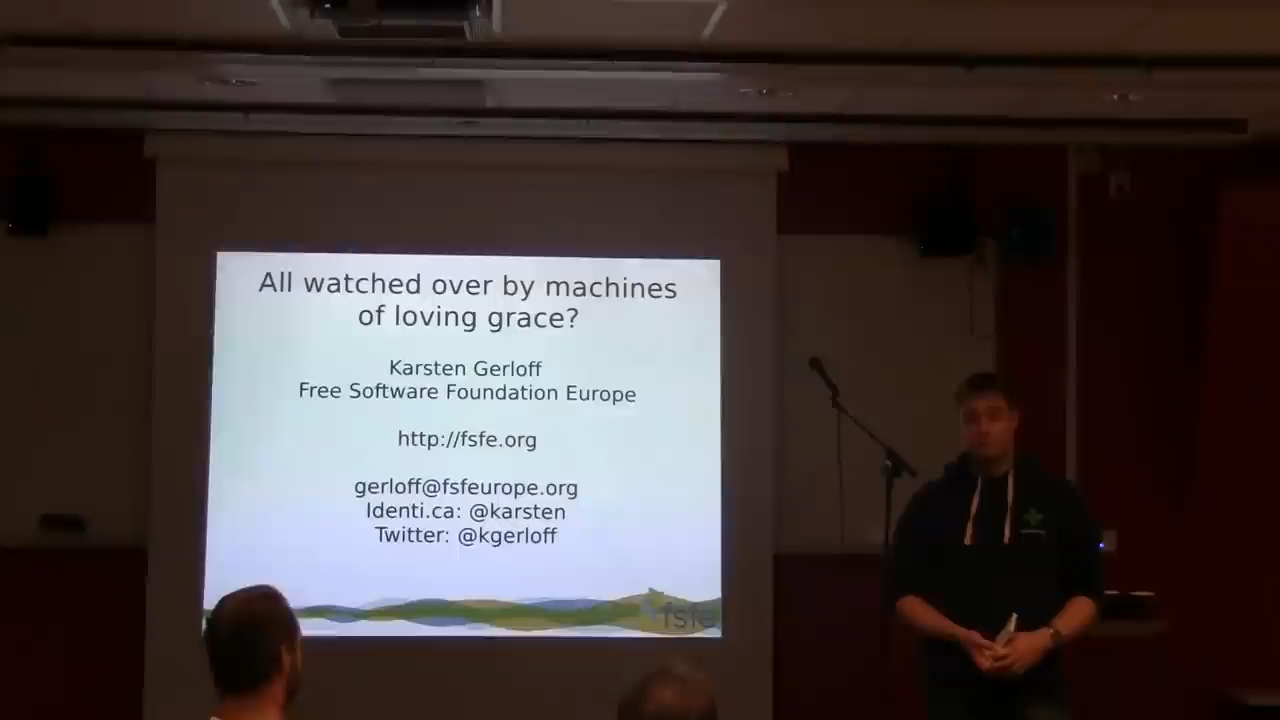 All watched over by machines
of loving grace?
Karsten Gerloff
Free Software Foundation Europe
http://fsfe.org
gerloff@fsfeurope.org
Identi.ca: @karsten
Twitter: @kgerloff
fsfe